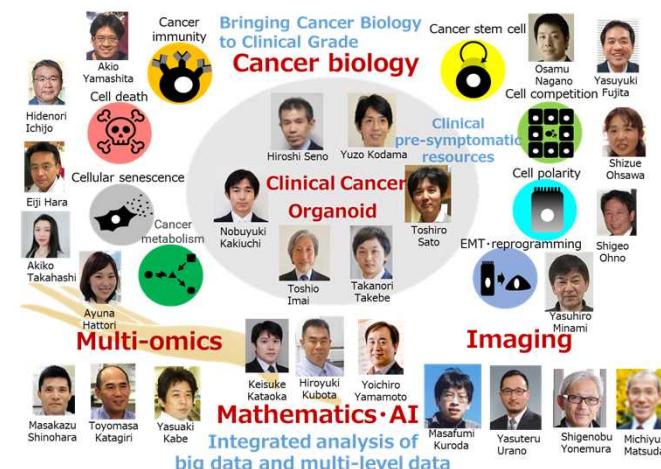 Bringing Cancer Biology
to Clinical Grade
Cancer biology
Cancer
immunity
Akio
Yamashita
Hidenori
Ichijo
Cell death
Eiji Hara
Cellular senescence
Akiko
Takahashi
Cancer
metabolism
Ayuna
Hattori
Cancer stem cell
Osamu
Nagano
Yasuyuki
Fujita
Cell competition
Shizue
Ohsawa
Cell polarity
Shigeo
Ohno
EMT・reprogramming
Yasuhiro
Minami
Clinical
pre-symptomatic
resources
Hiroshi Seno
Yuzo Kodama
Clinical Cancer
Organoid
Nobuyuki
Kakiuchi
Toshiro
Sato
Toshio
Imai
Takanori
Takebe
Multi-omics
Masakazu
Shinohara
Toyomasa
Katagiri
Yasuaki
Kabe
Keisuke
Kataoka
Hiroyuki
Kubota
Yoichiro
Yamamoto
Mathematics・AI
Integrated analysis of
big data and multi-level data
Imaging
Masafumi
Kuroda
Yasuteru
Urano
Shigenobu
Yonemura
Michiyu
Matsuda